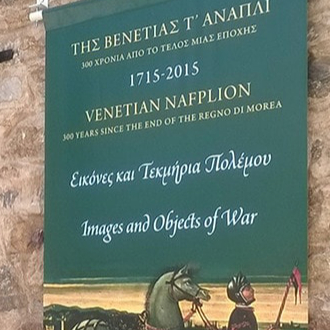 ΤΗΣ ΒΕΝΕΤΙΑΣ Τ' ΑΝΑΠΛΙ
300 ΧΡΟΝΙΑ ΑΠΟ ΤΟ ΤΕΛΟΣ ΜΙΑΣ ΕΠΟΧΗΣ
1715-2015
VENETIAN NAFPLION
300 YEARS SINCE THE END OF THE REGNO DI MOREA
Εικόνες και Τεκμήρια Πολέμου
Images and Objects of War